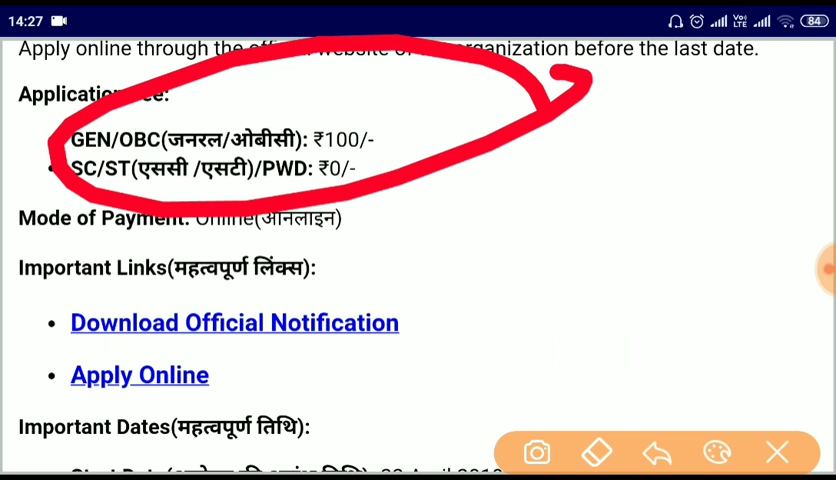 14:27
Vo) LTE
84
Apply online through the official website of organization before the last date.
Application Fee:
GEN/OBC(जनरल/ओबीसी): ₹100/-
SC/ST(एससी /एसटी)/PWD: ₹0/-
Mode of Payment: Online(ऑनलाइन)
Important Links(महत्वपूर्ण लिंक्स):
Download Official Notification
Apply Online
Important Dates(महत्वपूर्ण तिथि):